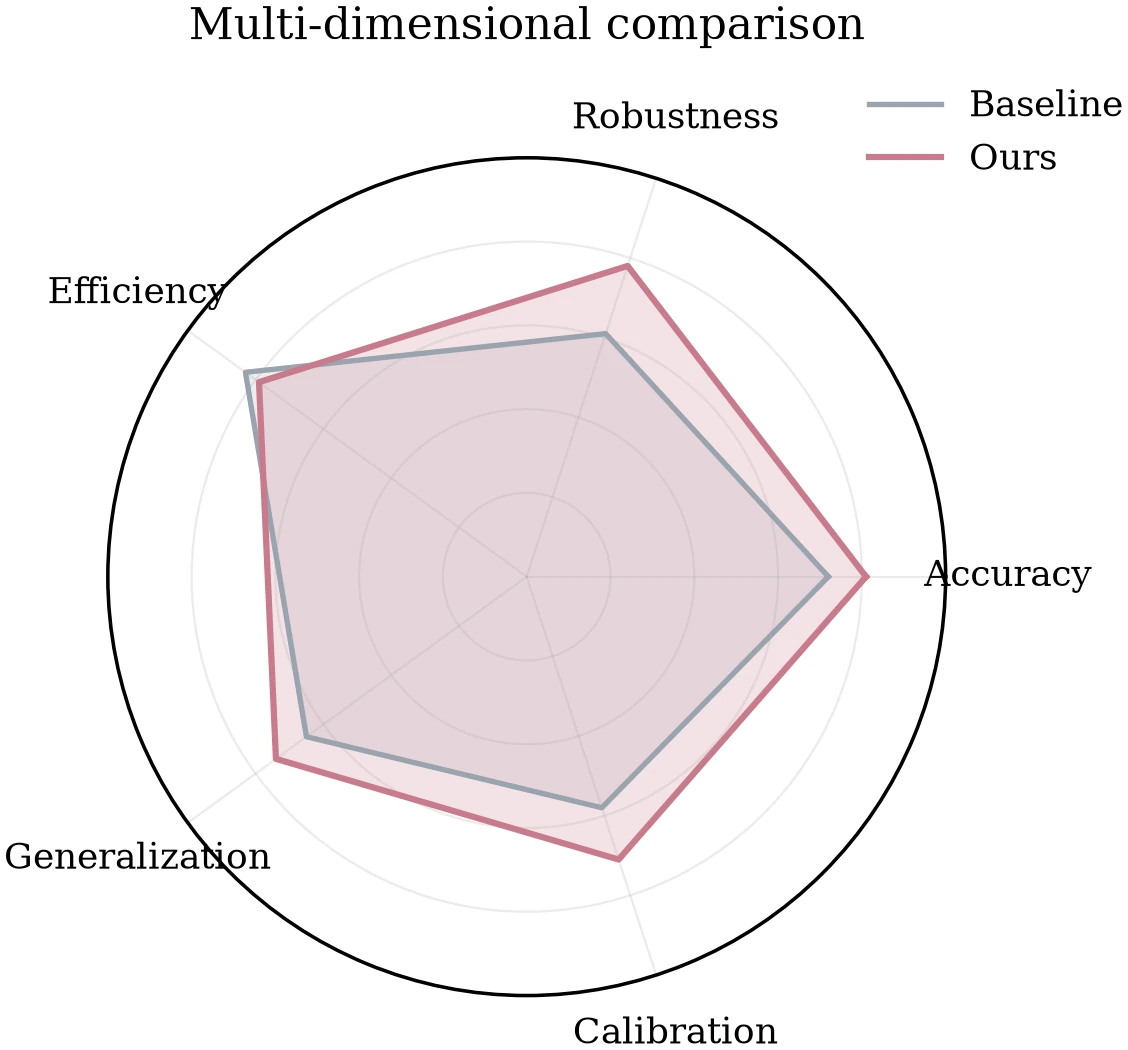 Multi-dimensional comparison
Baseline
Ours
Robustness
Efficiency
Accuracy
Generalization
Calibration